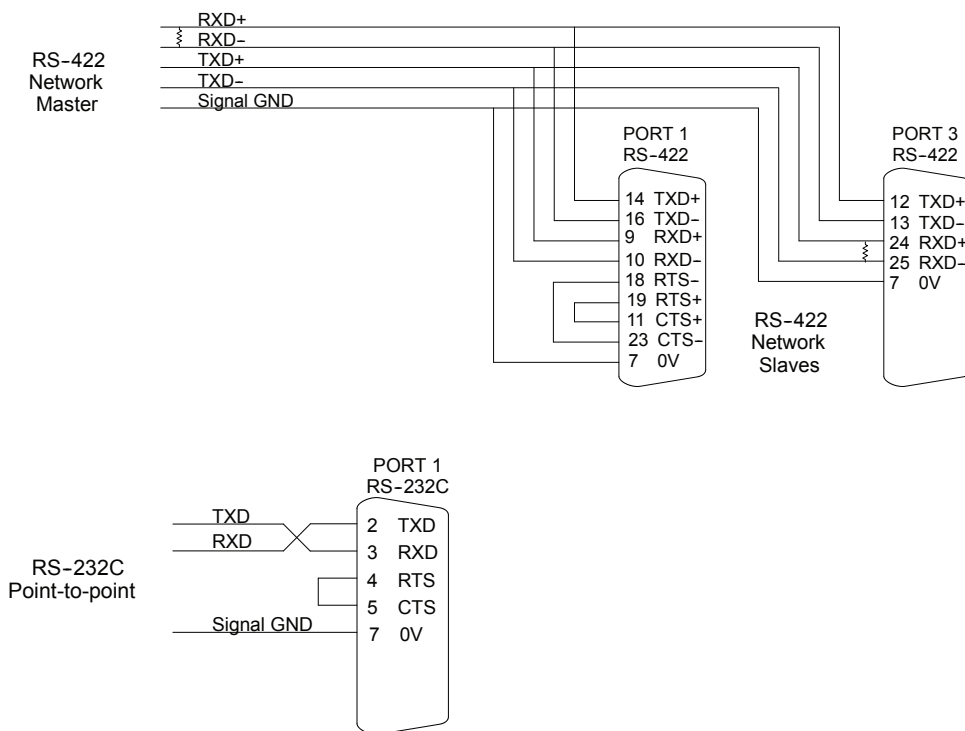 RXD+
RXD-
TXD+
TXD-
Signal GND
RS-422
Network
Master
PORT 1
RS-422
14 TXD+
16 TXD-
9 RXD+
10 RXD-
18 RTS-
19 RTS+
11 CTS+
23 CTS-
7 0V
PORT 3
RS-422
12 TXD+
13 TXD-
24 RXD+
25 RXD-
7 0V
RS-422
Network
Slaves
PORT 1
RS-232C
TXD
RXD
Signal GND
2 TXD
3 RXD
4 RTS
5 CTS
7 0V
RS-232C
Point-to-point